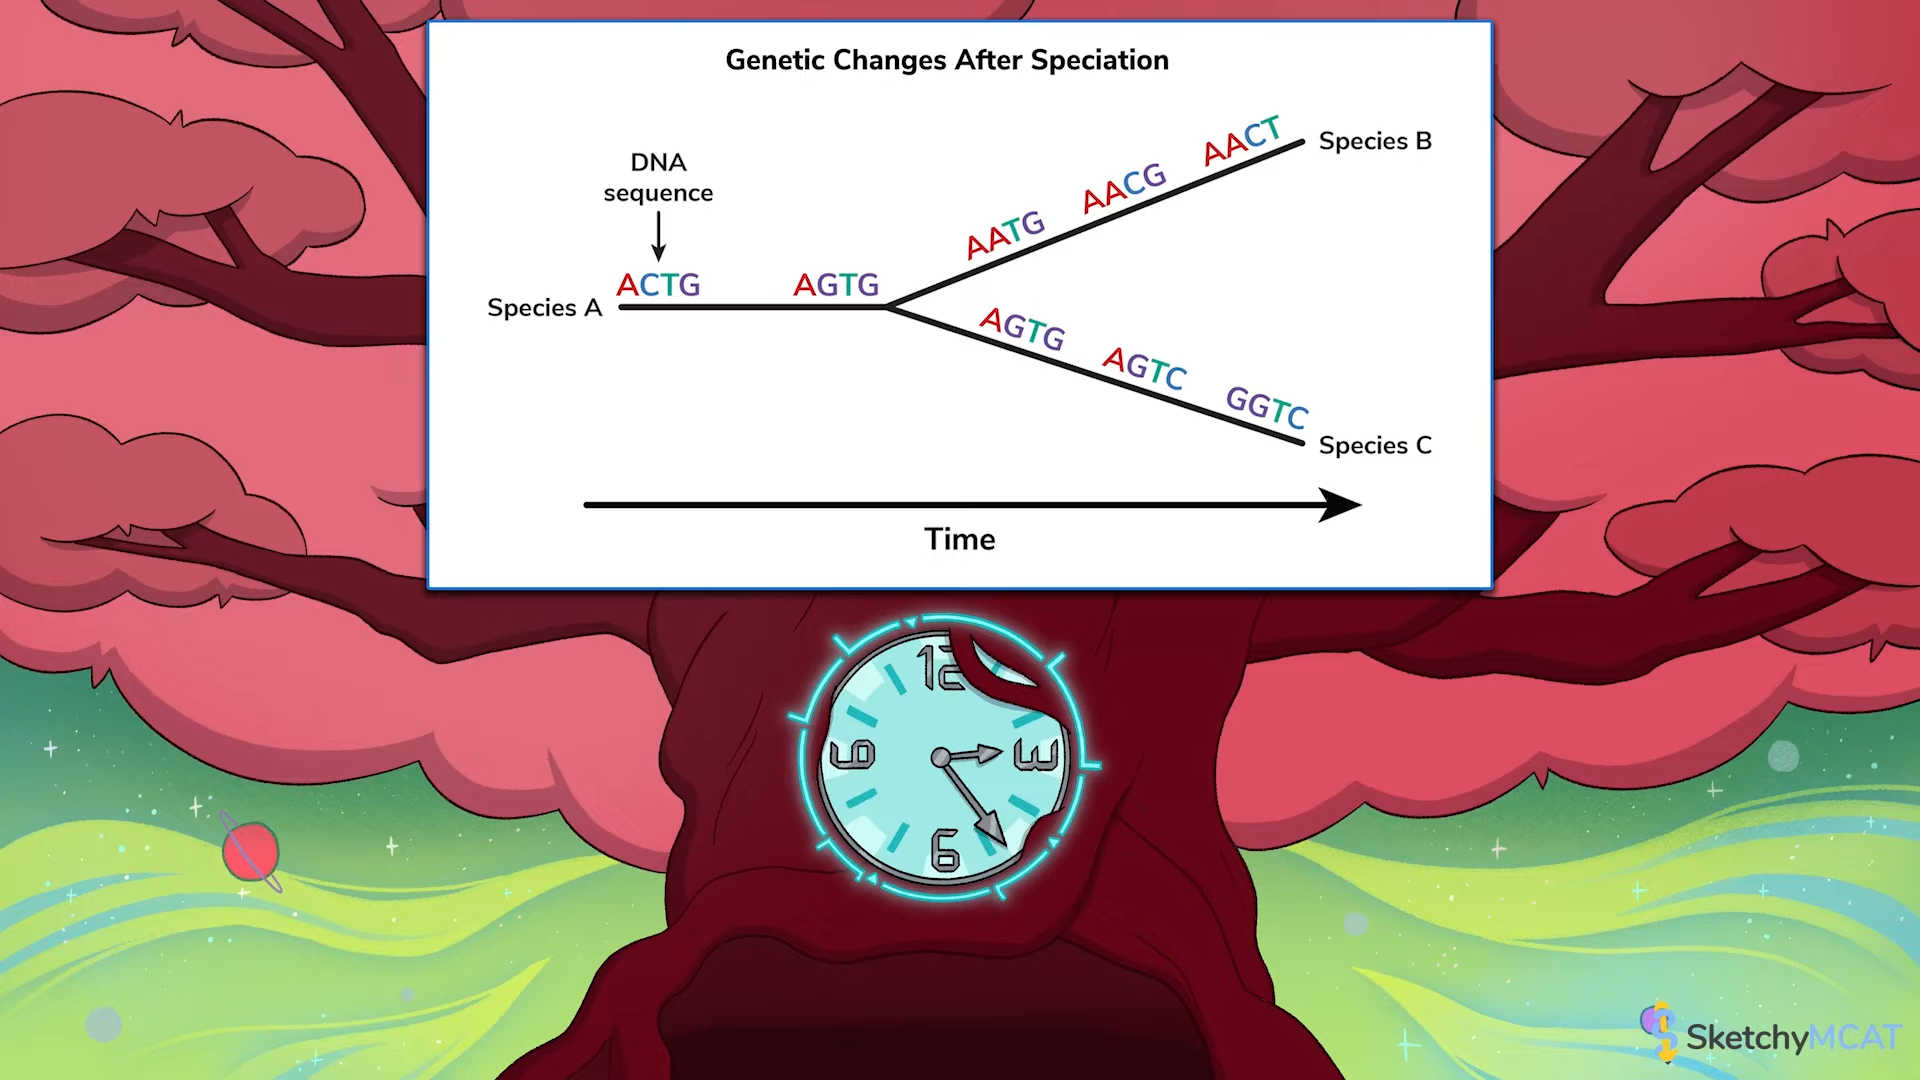 Genetic Changes After Speciation
DNA
sequence
Species A
ACTG
AGTG
AATG
AACG
AACT
Species B
AGTG
AGTC
GGTC
Species C
Time
12
3
6
9
SketchyMCAT